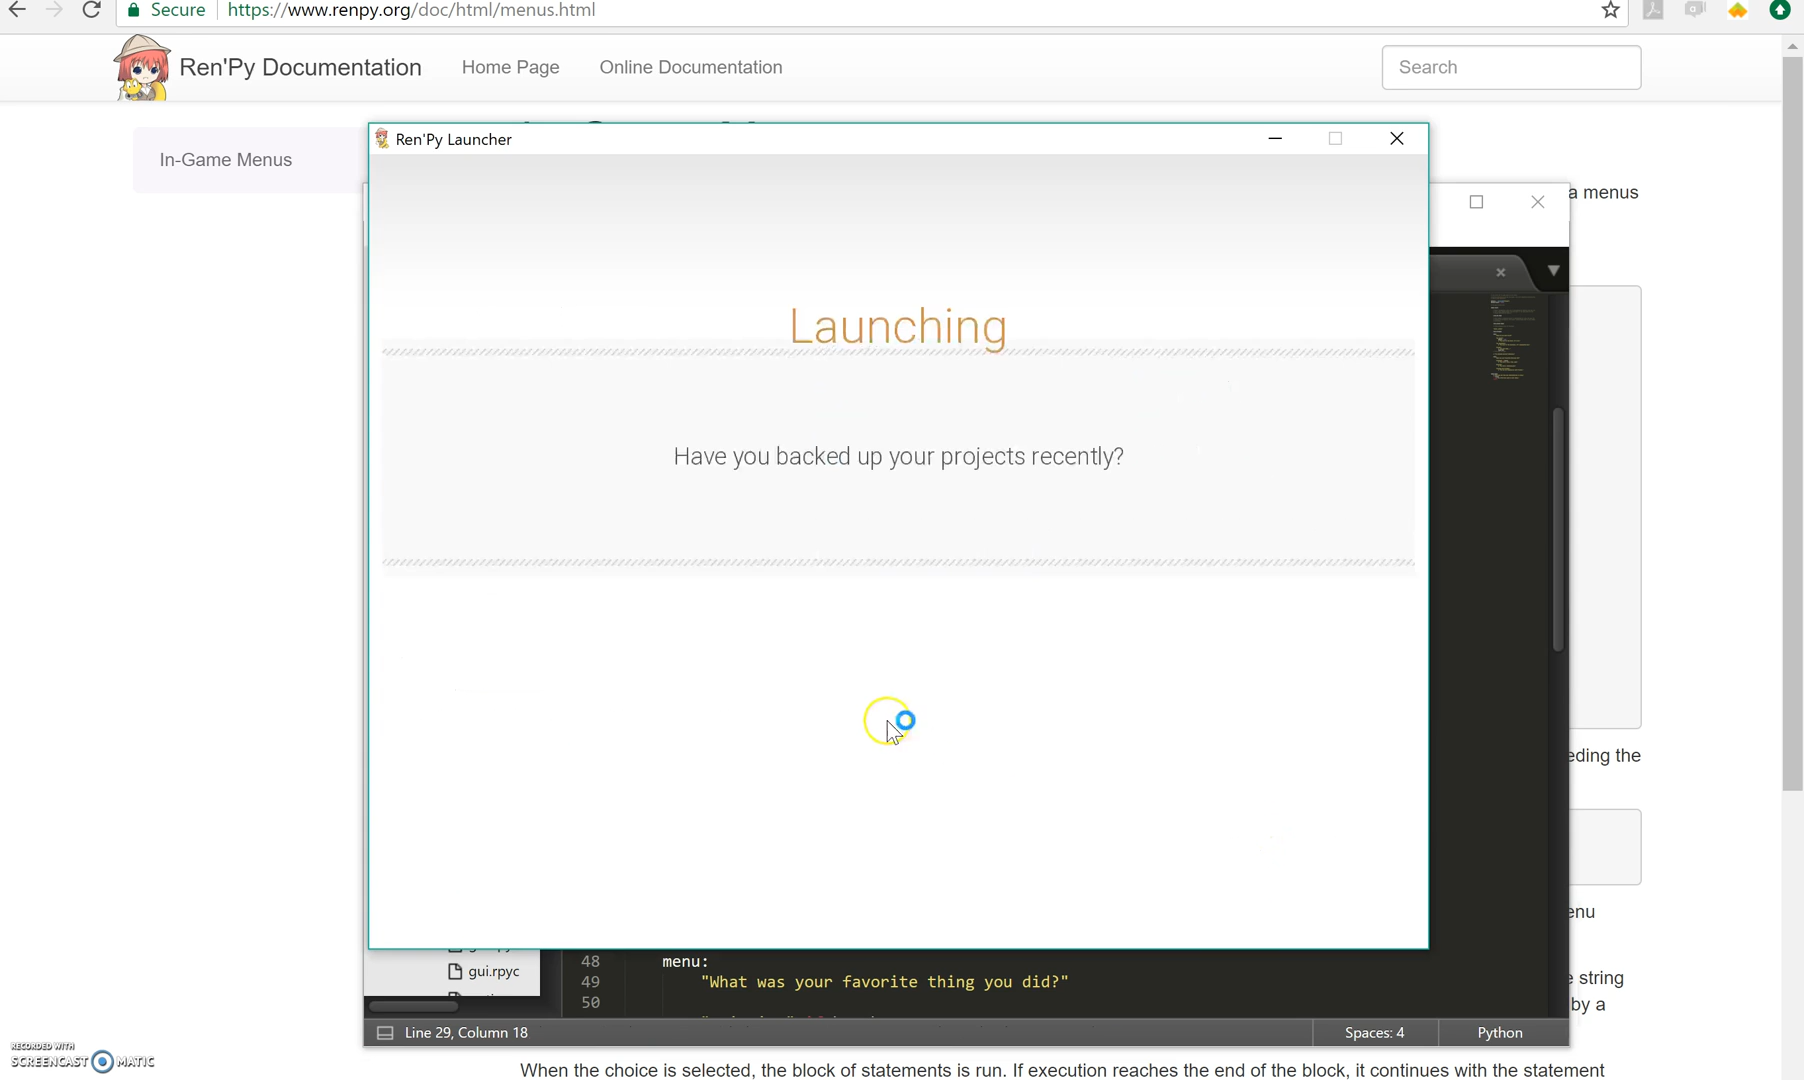 Secure https://www.renpy.org/doc/html/menus.html
Ren'Py Documentation Home Page Online Documentation Search
Ren'Py Launcher
In-Game Menus
a menus
Launching
Have you backed up your projects recently?
eding the
enu
48 menu:
gui.rpyc
49 "What was your favorite thing you did?"
e string
50
by a
Line 29, Column 18 Spaces: 4 Python
RECORDED WITH
SCREENCAST MATIC
When the choice is selected, the block of statements is run. If execution reaches the end of the block, it continues with the statement